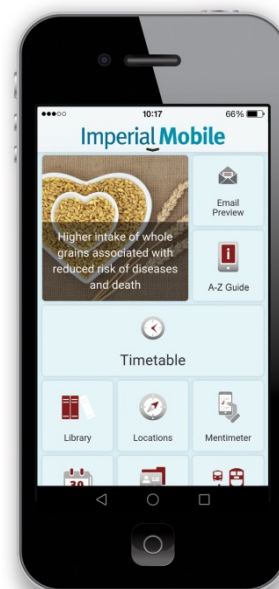 10:17
66%
Imperial Mobile
Higher intake of whole
grains associated with
reduced risk of diseases
and death
Email
Preview
A-Z Guide
Timetable
Library
Locations
Mentimeter
30